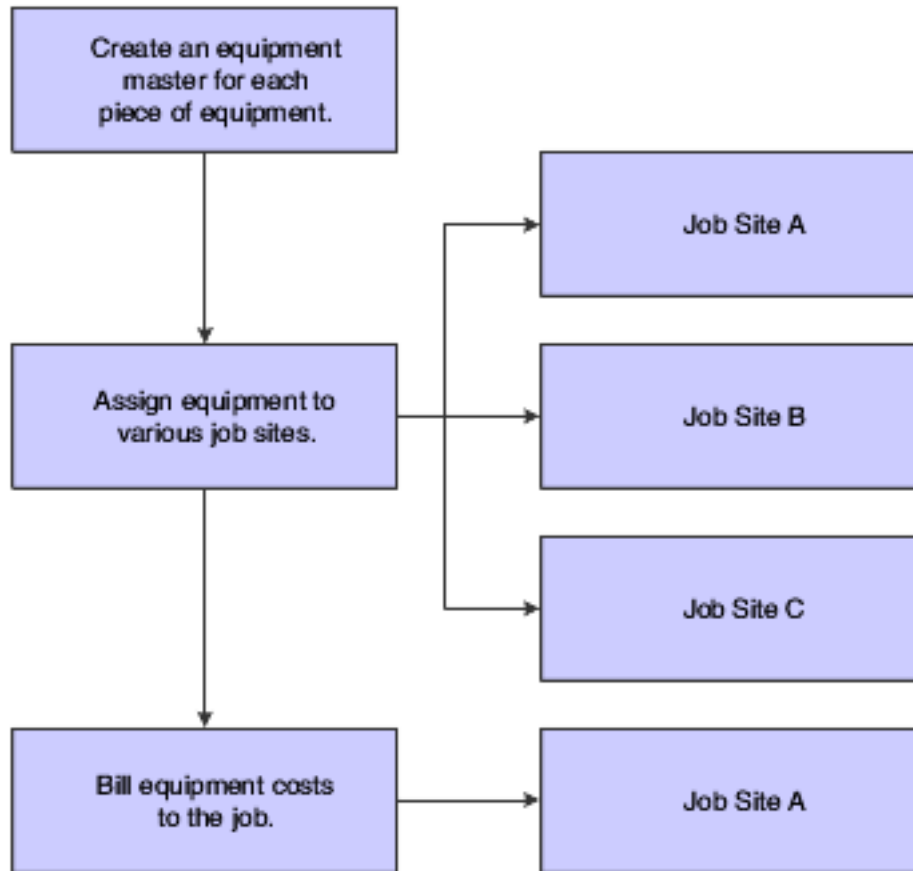 Create an equipment
master for each
piece of equipment.
Job Site A
Assign equipment to
various job sites.
Job Site B
Job Site C
Bill equipment costs
to the job.
Job Site A